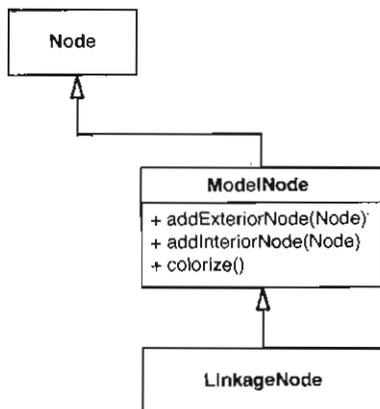 Node
ModelNode
+ addExteriorNode(Node)
+ addInteriorNode(Node)
+ colorize()
LinkageNode